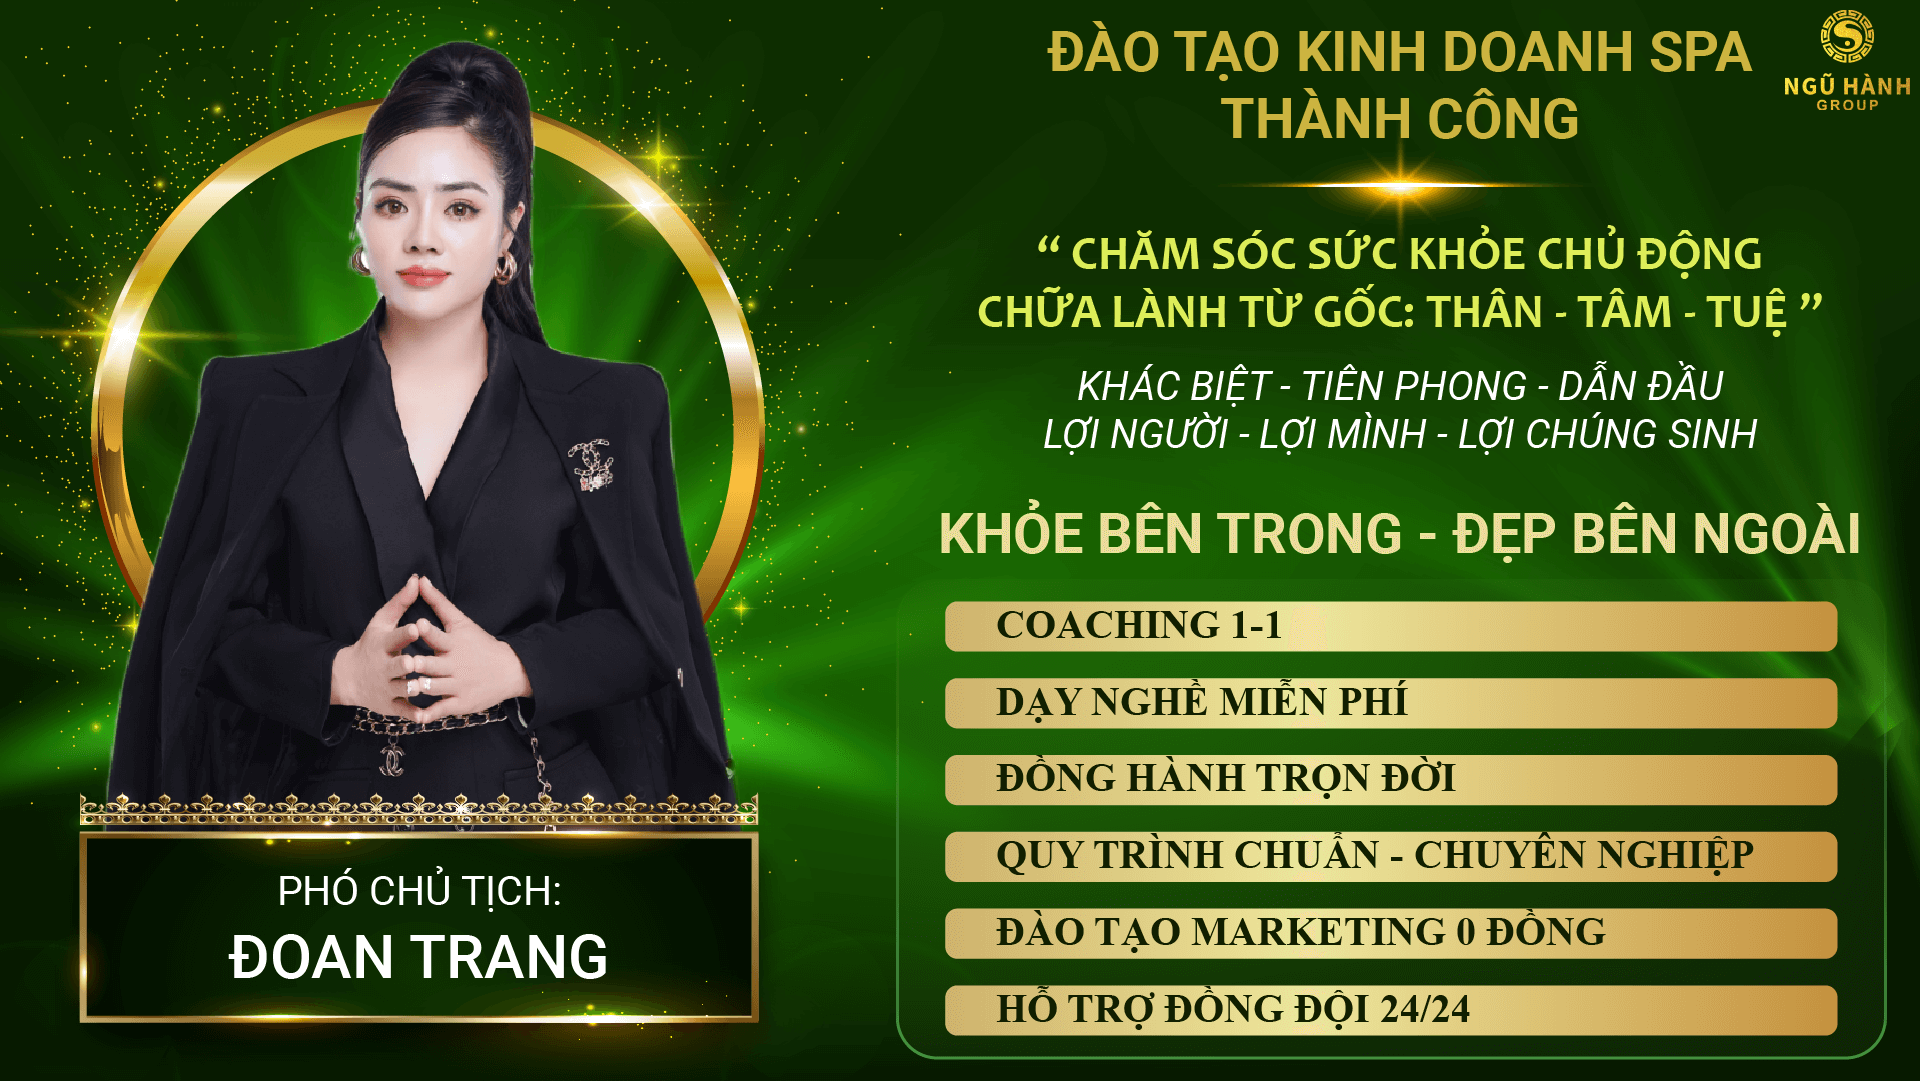 ĐÀO TẠO KINH DOANH SPA
THÀNH CÔNG
NGŨ HÀNH
GROUP
“ CHĂM SÓC SỨC KHỎE CHỦ ĐỘNG
CHỮA LÀNH TỪ GỐC: THÂN - TÂM - TUỆ ”
KHÁC BIỆT - TIÊN PHONG - DẪN ĐẦU
LỢI NGƯỜI - LỢI MÌNH - LỢI CHÚNG SINH
KHỎE BÊN TRONG - ĐẸP BÊN NGOÀI
COACHING 1-1
DẠY NGHỀ MIỄN PHÍ
ĐỒNG HÀNH TRỌN ĐỜI
QUY TRÌNH CHUẨN - CHUYÊN NGHIỆP
ĐÀO TẠO MARKETING 0 ĐỒNG
HỖ TRỢ ĐỒNG ĐỘI 24/24
PHÓ CHỦ TỊCH:
ĐOAN TRANG